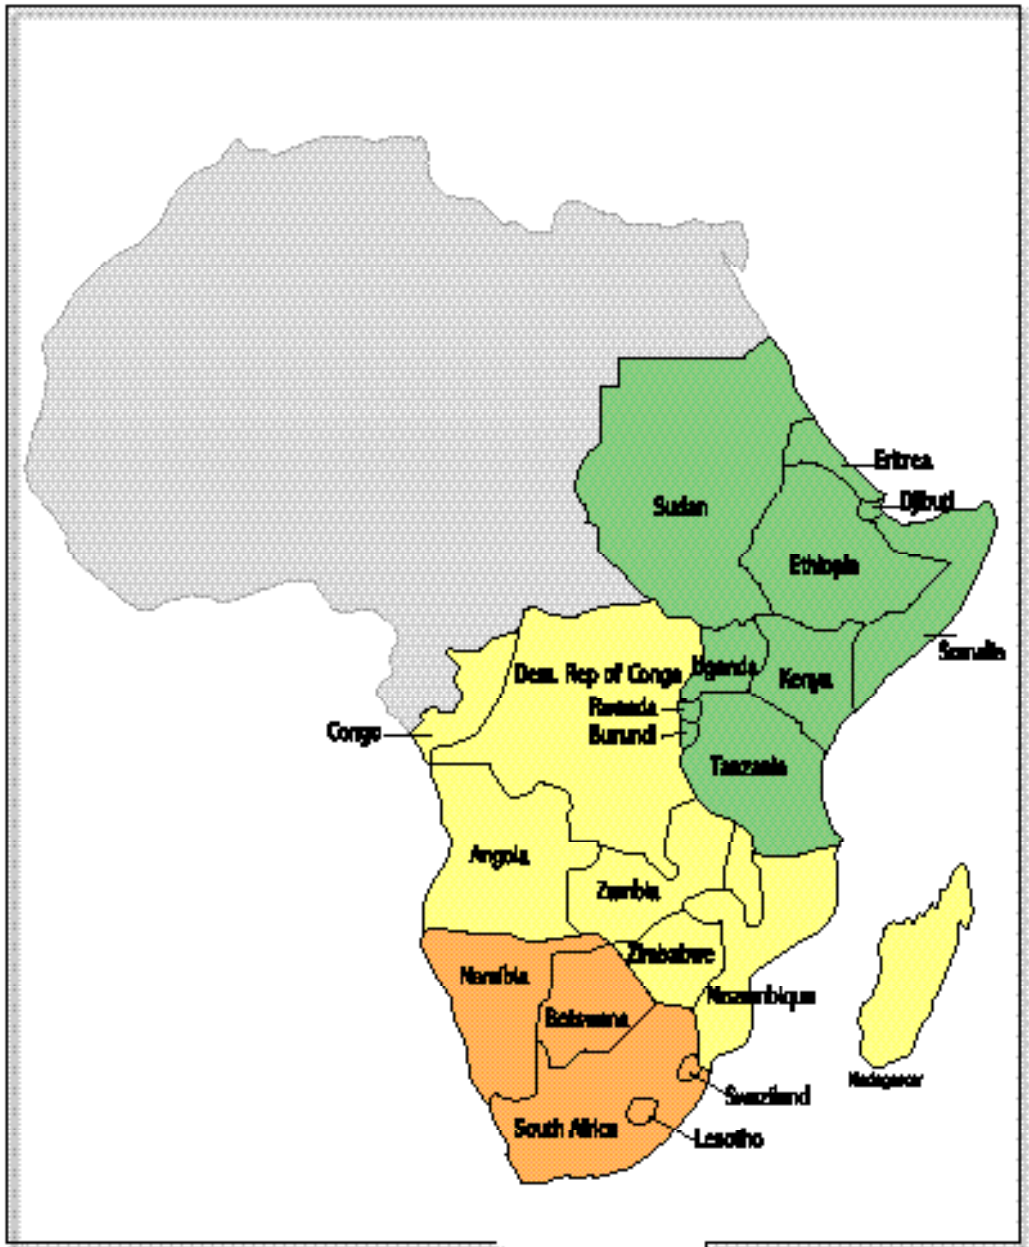 Eritrea
Djibuti
Sudan
Ethiopia
Somalia
Dem. Rep of Congo
Uganda
Kenya
Rwanda
Congo
Burundi
Tanzania
Angola
Zambia
Zimbabwe
Namibia
Mozambique
Botswana
Madagascar
Swaziland
South Africa
Lesotho